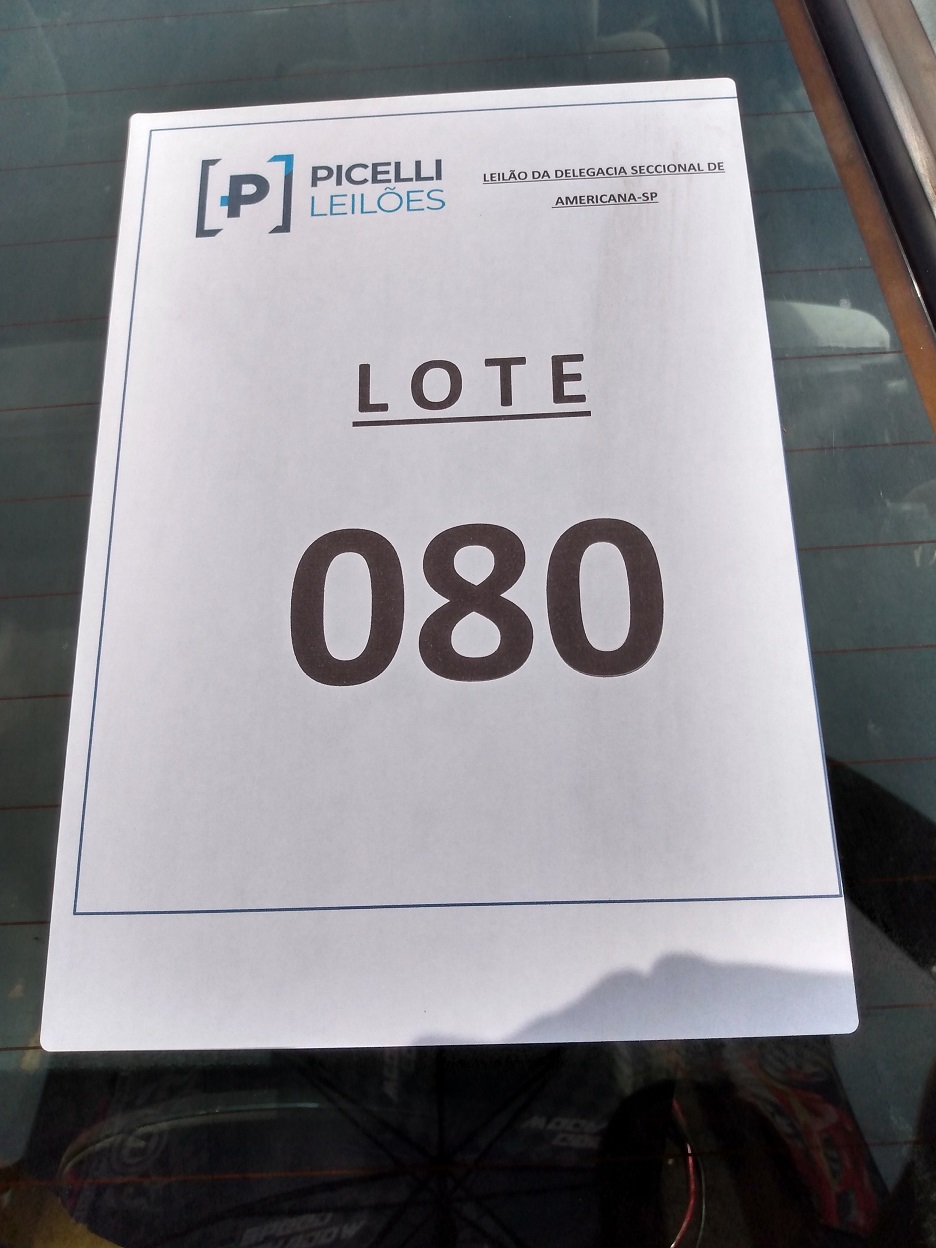 PICELLI
LEILÕES
LEILÃO DA DELEGACIA SECCIONAL DE
AMERICANA-SP
LOTE
080